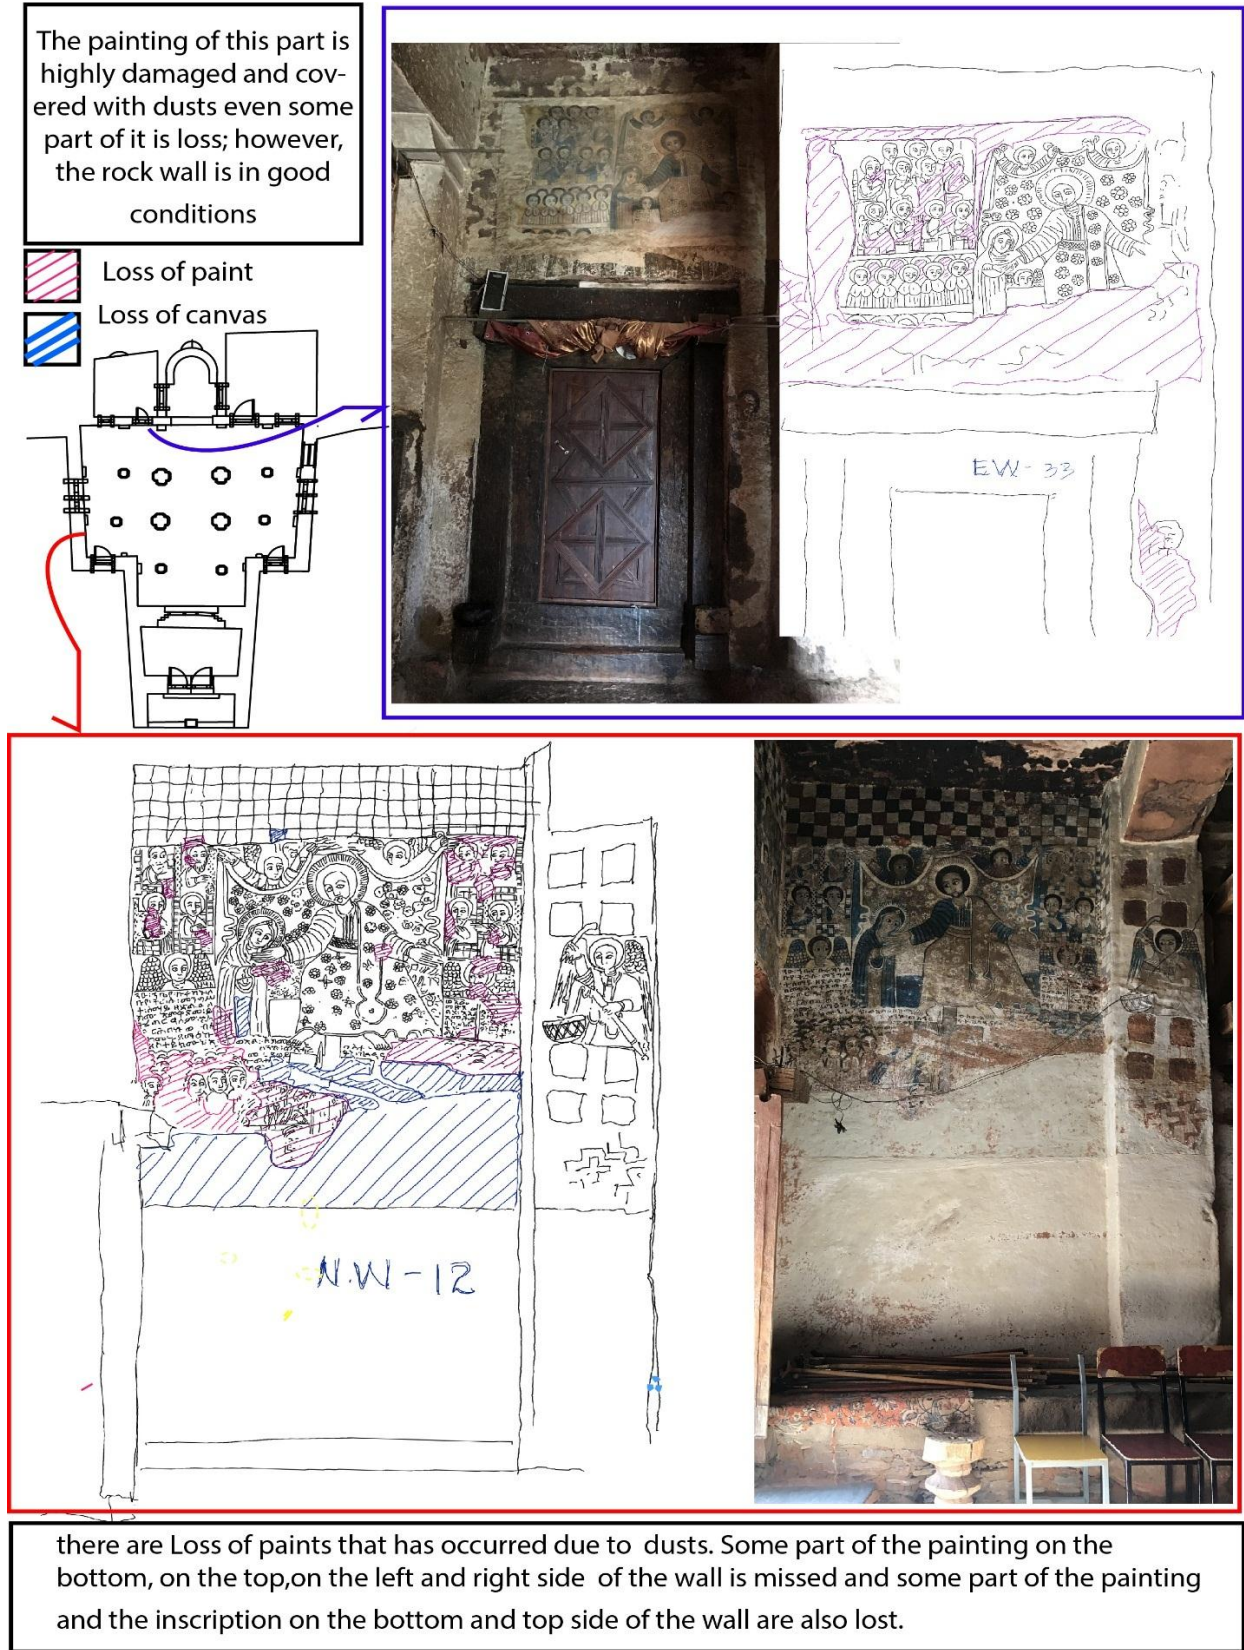 The painting of this part is
highly damaged and cov-
ered with dusts even some
part of it is loss; however,
the rock wall is in good
conditions
Loss of paint
Loss of canvas
EW - 33
N.W - 12
there are Loss of paints that has occurred due to dusts. Some part of the painting on the
bottom, on the top,on the left and right side of the wall is missed and some part of the painting
and the inscription on the bottom and top side of the wall are also lost.